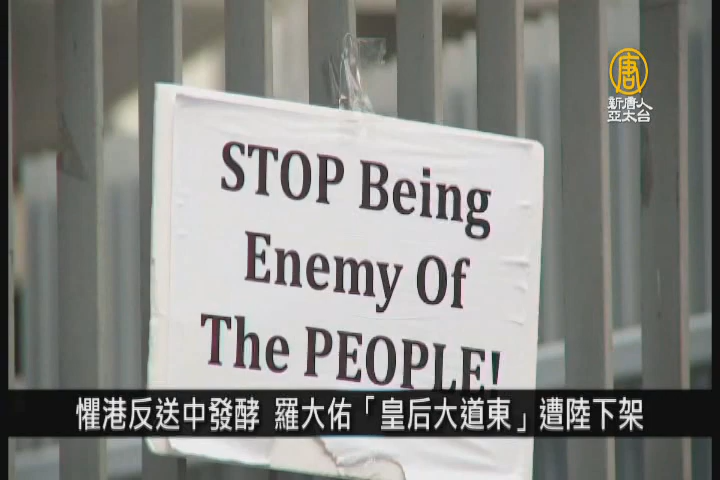 唐
新唐人
亞太台
STOP Being
Enemy Of
The PEOPLE!
懼港反送中發酵 羅大佑「皇后大道東」遭陸下架